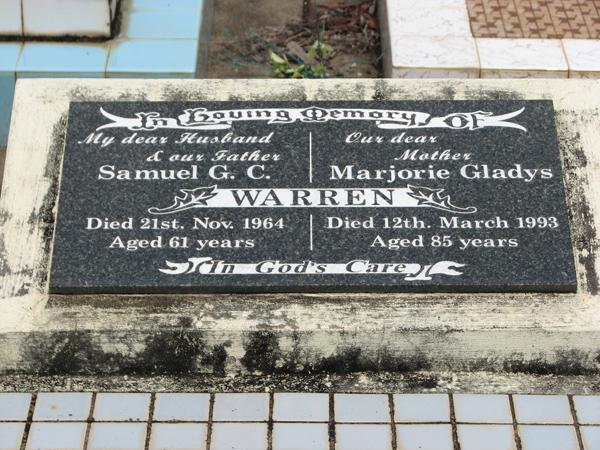 In Loving Memory OF
My dear Husband
& our Father
Samuel G. C.
Our dear
Mother
Marjorie Gladys
WARREN
Died 21st. Nov. 1964
Aged 61 years
Died 12th. March 1993
Aged 85 years
In God's Care